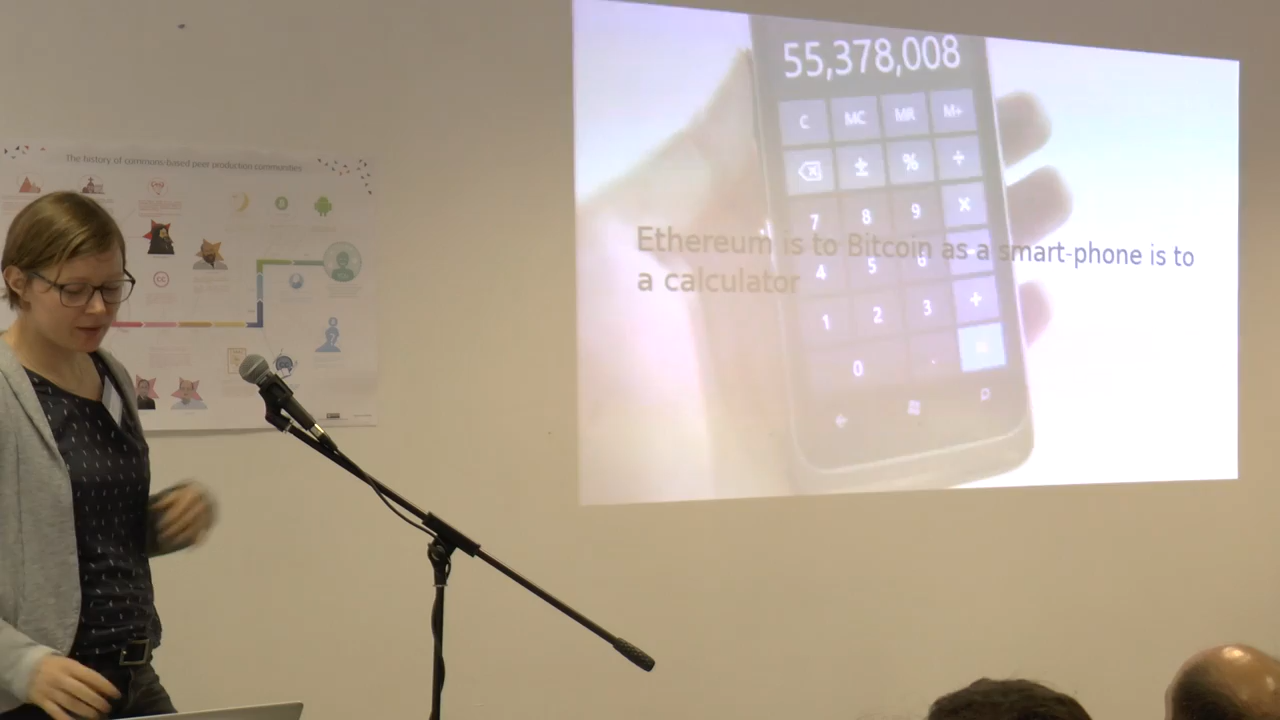 The history of commons-based peer production communities
cc
55,378,008
C MC MR M+
± % ÷
7 8 9 ×
Ethereum is to Bitcoin as a smart-phone is to
a calculator
4 5 6 -
1 2 3 +
0 . =